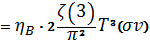 = η_B · 2 ζ(3)/π² T³(σv)